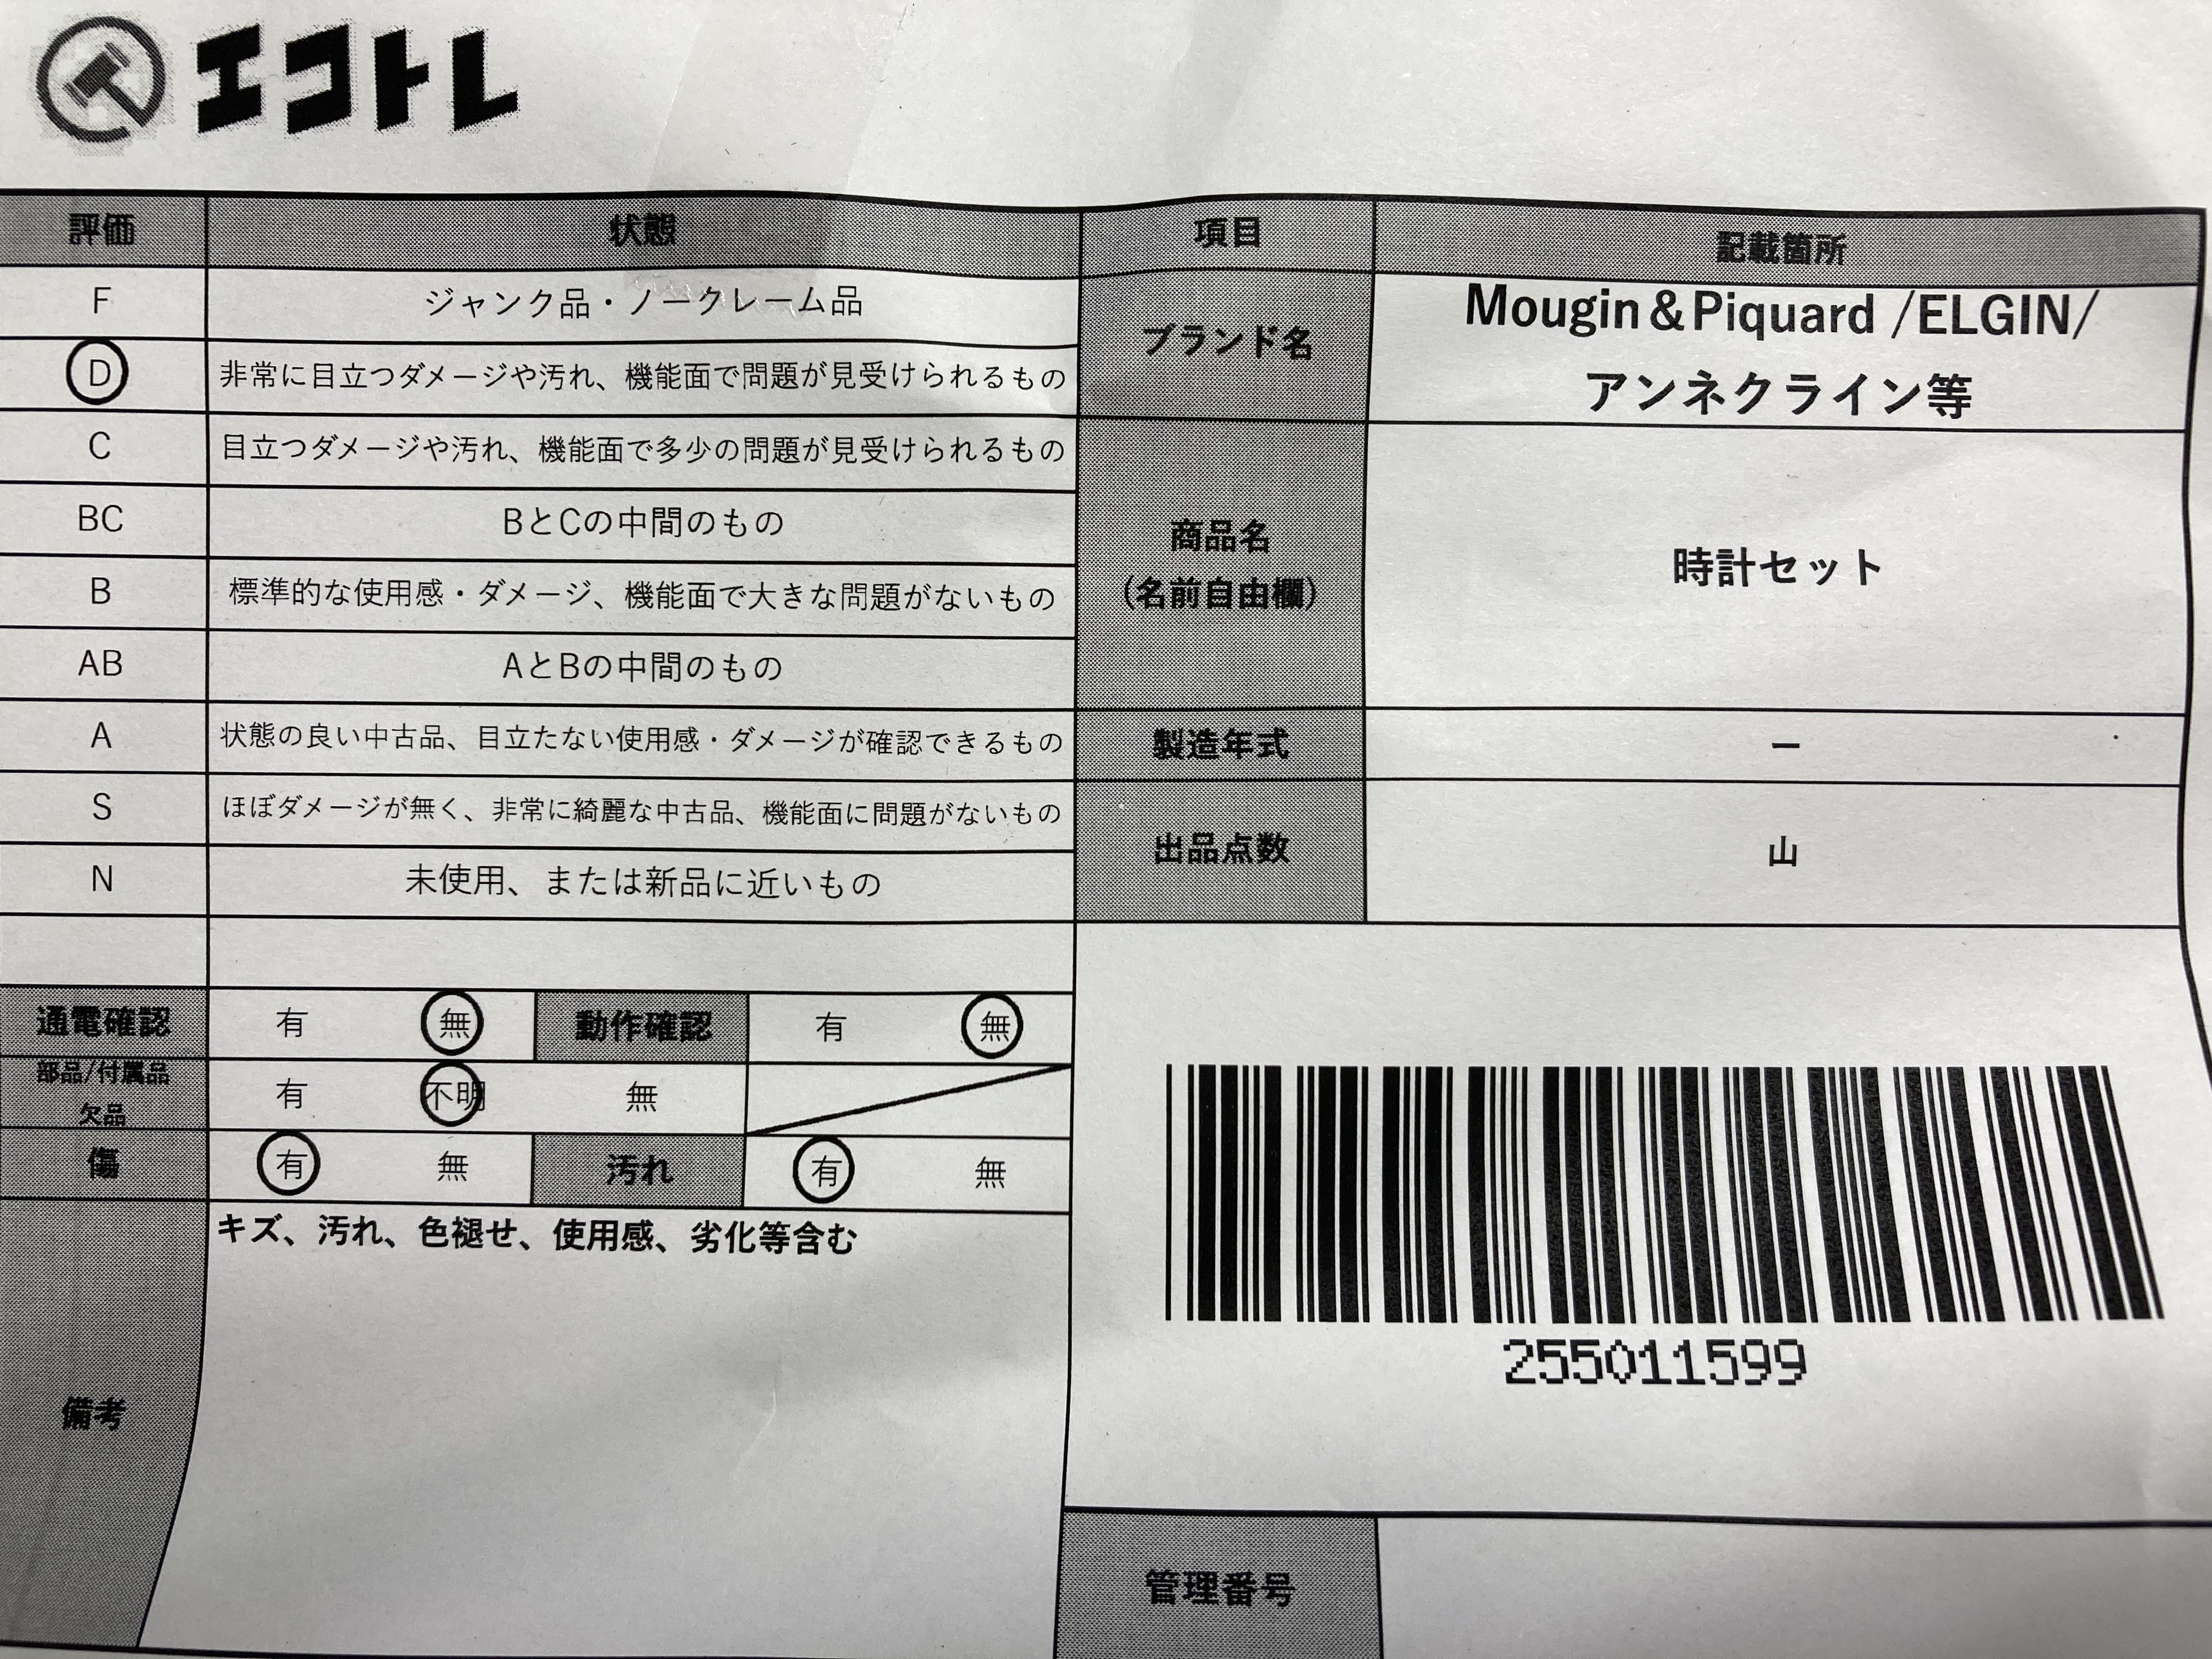 エコトレ
評価 状態
F ジャンク品・ノークレーム品
D 非常に目立つダメージや汚れ、機能面で問題が見受けられるもの
C 目立つダメージや汚れ、機能面で多少の問題が見受けられるもの
BC BとCの中間のもの
B 標準的な使用感・ダメージ、機能面で大きな問題がないもの
AB AとBの中間のもの
A 状態の良い中古品、目立たない使用感・ダメージが確認できるもの
S ほぼダメージが無く、非常に綺麗な中古品、機能面に問題がないもの
N 未使用、または新品に近いもの
通電確認 有 無 動作確認 有 無
部品/付属品
欠品
有 不明 無
傷 有 無 汚れ 有 無
備考
キズ、汚れ、色褪せ、使用感、劣化等含む
項目 記載箇所
ブランド名
Mougin&Piquard /ELGIN/
アンネクライン等
商品名
(名前自由欄)
時計セット
製造年式 ー
出品点数 山
255011599
管理番号